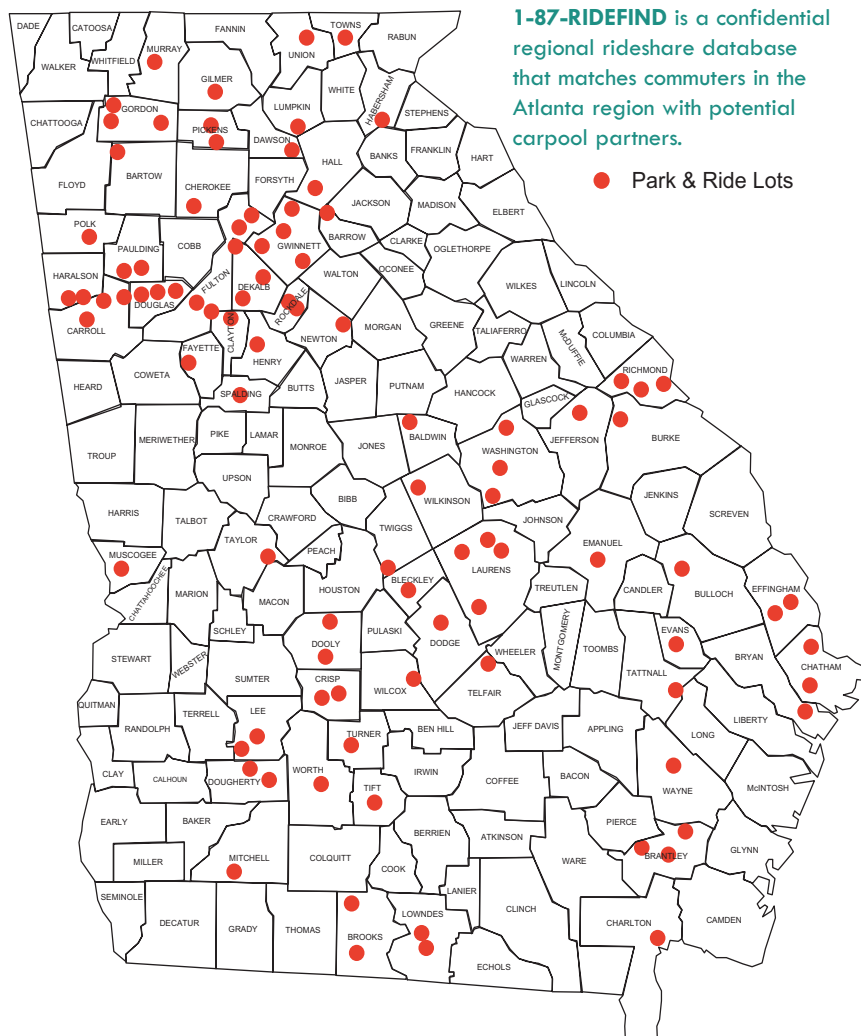 1-87-RIDEFIND is a confidential
regional rideshare database
that matches commuters in the
Atlanta region with potential
carpool partners.
Park & Ride Lots
DADE
CATOOSA
WHITFIELD
MURRAY
FANNIN
UNION
TOWNS
RABUN
WALKER
GILMER
WHITE
HABERSHAM
STEPHENS
CHATTOOGA
GORDON
PICKENS
LUMPKIN
DAWSON
HALL
BANKS
FRANKLIN
HART
FLOYD
BARTOW
CHEROKEE
FORSYTH
JACKSON
MADISON
ELBERT
POLK
PAULDING
COBB
FULTON
GWINNETT
BARROW
CLARKE
OCONEE
OGLETHORPE
WILKES
LINCOLN
HARALSON
DOUGLAS
DEKALB
ROCKDALE
WALTON
CARROLL
CLAYTON
FAYETTE
HENRY
NEWTON
MORGAN
GREENE
TALIAFERRO
McDUFFIE
COLUMBIA
WARREN
RICHMOND
HEARD
COWETA
SPALDING
BUTTS
JASPER
PUTNAM
HANCOCK
GLASCOCK
TROUP
MERIWETHER
PIKE
LAMAR
MONROE
JONES
BALDWIN
WASHINGTON
JEFFERSON
BURKE
UPSON
HARRIS
TALBOT
CRAWFORD
BIBB
WILKINSON
TWIGGS
JOHNSON
JENKINS
SCREVEN
MUSCOGEE
CHATTAHOOCHEE
TAYLOR
PEACH
HOUSTON
BLECKLEY
LAURENS
EMANUEL
TREUTLEN
CANDLER
BULLOCH
EFFINGHAM
MARION
MACON
SCHLEY
DOOLY
PULASKI
DODGE
WHEELER
MONTGOMERY
TOOMBS
EVANS
TATTNALL
BRYAN
CHATHAM
STEWART
WEBSTER
SUMTER
CRISP
WILCOX
TELFAIR
LIBERTY
QUITMAN
RANDOLPH
TERRELL
LEE
TURNER
BEN HILL
JEFF DAVIS
APPLING
LONG
CLAY
CALHOUN
DOUGHERTY
WORTH
TIFT
IRWIN
COFFEE
BACON
WAYNE
McINTOSH
EARLY
BAKER
MILLER
MITCHELL
COLQUITT
COOK
BERRIEN
ATKINSON
WARE
PIERCE
BRANTLEY
GLYNN
SEMINOLE
DECATUR
GRADY
THOMAS
BROOKS
LOWNDES
LANIER
CLINCH
ECHOLS
CHARLTON
CAMDEN